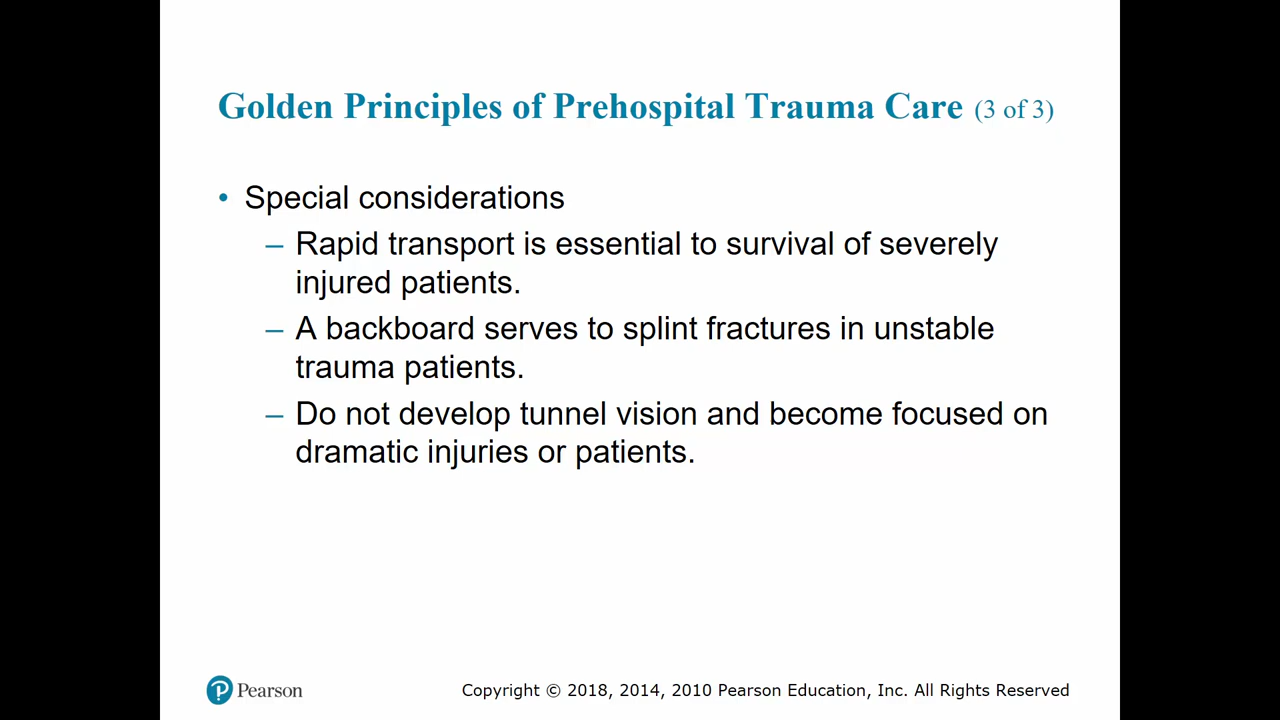 Golden Principles of Prehospital Trauma Care (3 of 3)
• Special considerations
– Rapid transport is essential to survival of severely
injured patients.
– A backboard serves to splint fractures in unstable
trauma patients.
– Do not develop tunnel vision and become focused on
dramatic injuries or patients.
Pearson
Copyright © 2018, 2014, 2010 Pearson Education, Inc. All Rights Reserved